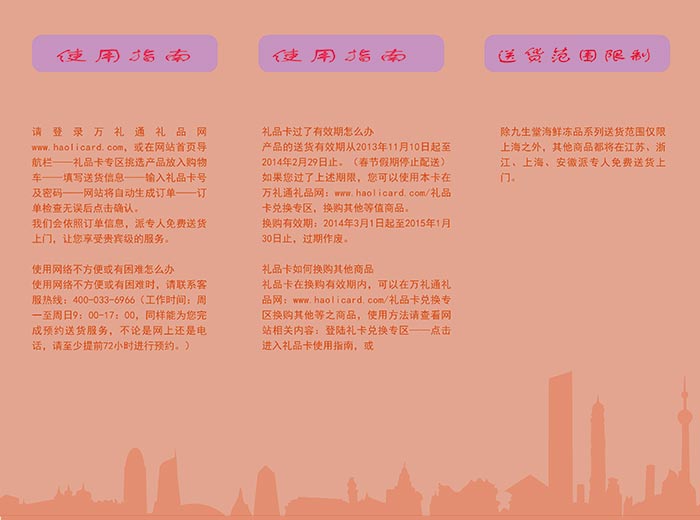 使用指南
请登录万礼通礼品网
www.haolicard.com，或在网站首页导
航栏——礼品卡专区挑选产品放入购物
车——填写送货信息——输入礼品卡号
及密码——网站将自动生成订单——订
单检查无误后点击确认。
我们会依照订单信息，派专人免费送货
上门，让您享受贵宾级的服务。
使用网络不方便或有困难怎么办
使用网络不方便或有困难时，请联系客
服热线：400-033-6966（工作时间：周
一至周日9：00-17：00，同样能为您完
成预约送货服务，不论是网上还是电
话，请至少提前72小时进行预约。）
使用指南
礼品卡过了有效期怎么办
产品的送货有效期从2013年11月10日起至
2014年2月29日止。（春节假期停止配送）
如果您过了上述期限，您可以使用本卡在
万礼通礼品网：www.haolicard.com/礼品
卡兑换专区，换购其他等值商品。
换购有效期：2014年3月1日起至2015年1月
30日止，过期作废。
礼品卡如何换购其他商品
礼品卡在换购有效期内，可以在万礼通礼
品网：www.haolicard.com/礼品卡兑换专
区换购其他等之商品，使用方法请查看网
站相关内容：登陆礼卡兑换专区——点击
进入礼品卡使用指南，或
送货范围限制
除九生堂海鲜冻品系列送货范围仅限
上海之外，其他商品都将在江苏、浙
江、上海、安徽派专人免费送货上
门。